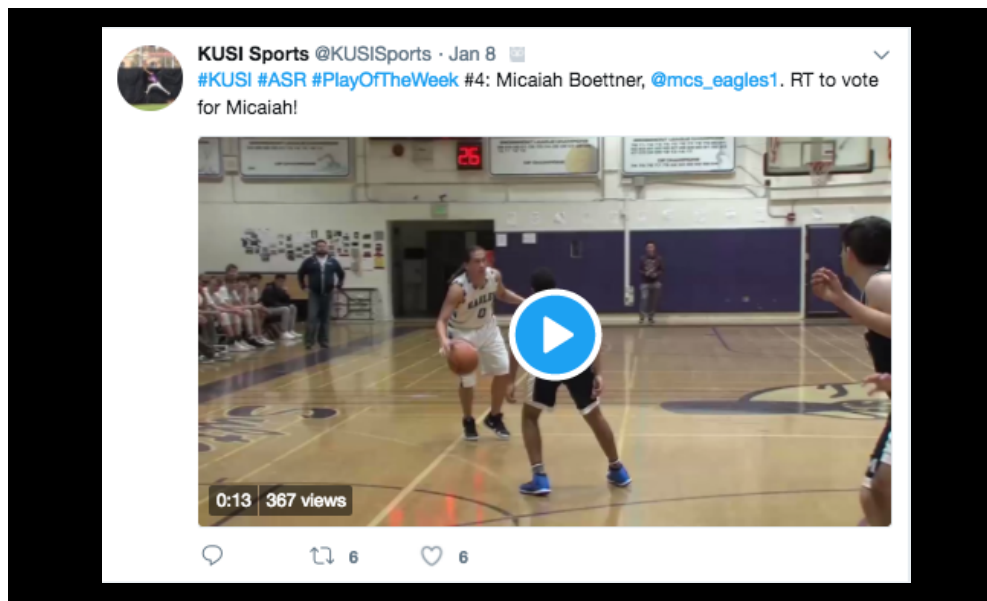 KUSI Sports @KUSISports · Jan 8
#KUSI #ASR #PlayOfTheWeek #4: Micaiah Boettner, @mcs_eagles1. RT to vote
for Micaiah!
26
EAGLES
0
0:13 367 views
6 6